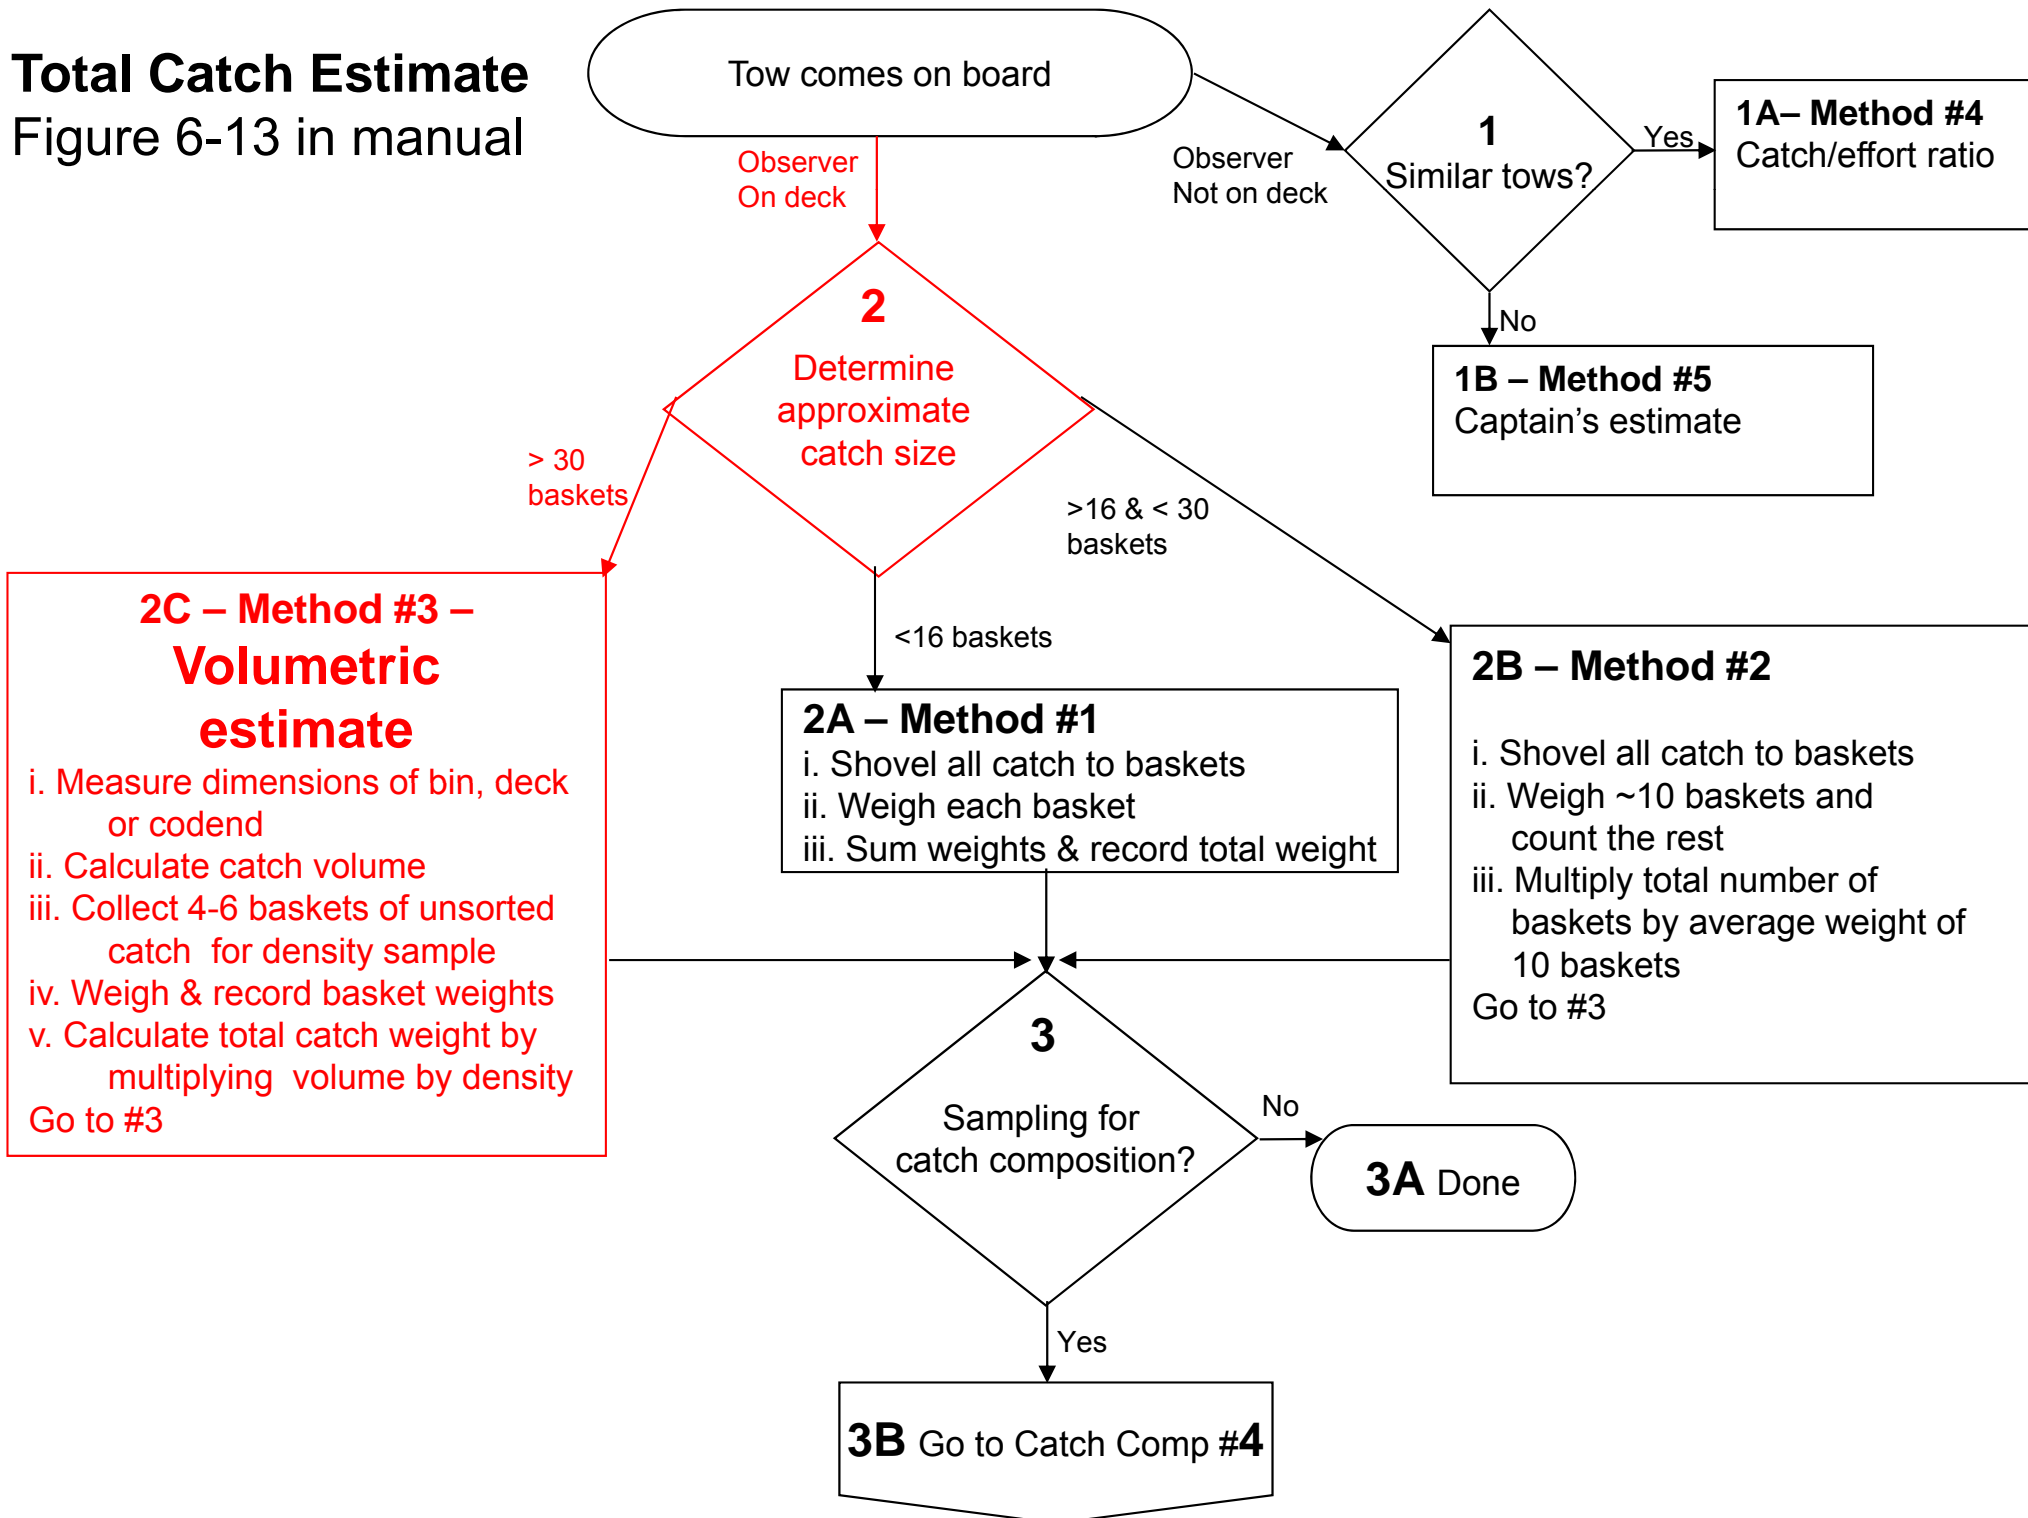 Total Catch Estimate
Figure 6-13 in manual
Tow comes on board
Observer
On deck
Observer
Not on deck
1
Similar tows?
Yes
1A– Method #4
Catch/effort ratio
No
1B – Method #5
Captain’s estimate
2
Determine
approximate
catch size
> 30
baskets
>16 & < 30
baskets
<16 baskets
2C – Method #3 –
Volumetric
estimate
i. Measure dimensions of bin, deck
or codend
ii. Calculate catch volume
iii. Collect 4-6 baskets of unsorted
catch for density sample
iv. Weigh & record basket weights
v. Calculate total catch weight by
multiplying volume by density
Go to #3
2A – Method #1
i. Shovel all catch to baskets
ii. Weigh each basket
iii. Sum weights & record total weight
2B – Method #2
i. Shovel all catch to baskets
ii. Weigh ~10 baskets and
count the rest
iii. Multiply total number of
baskets by average weight of
10 baskets
Go to #3
3
Sampling for
catch composition?
No
3A Done
Yes
3B Go to Catch Comp #4